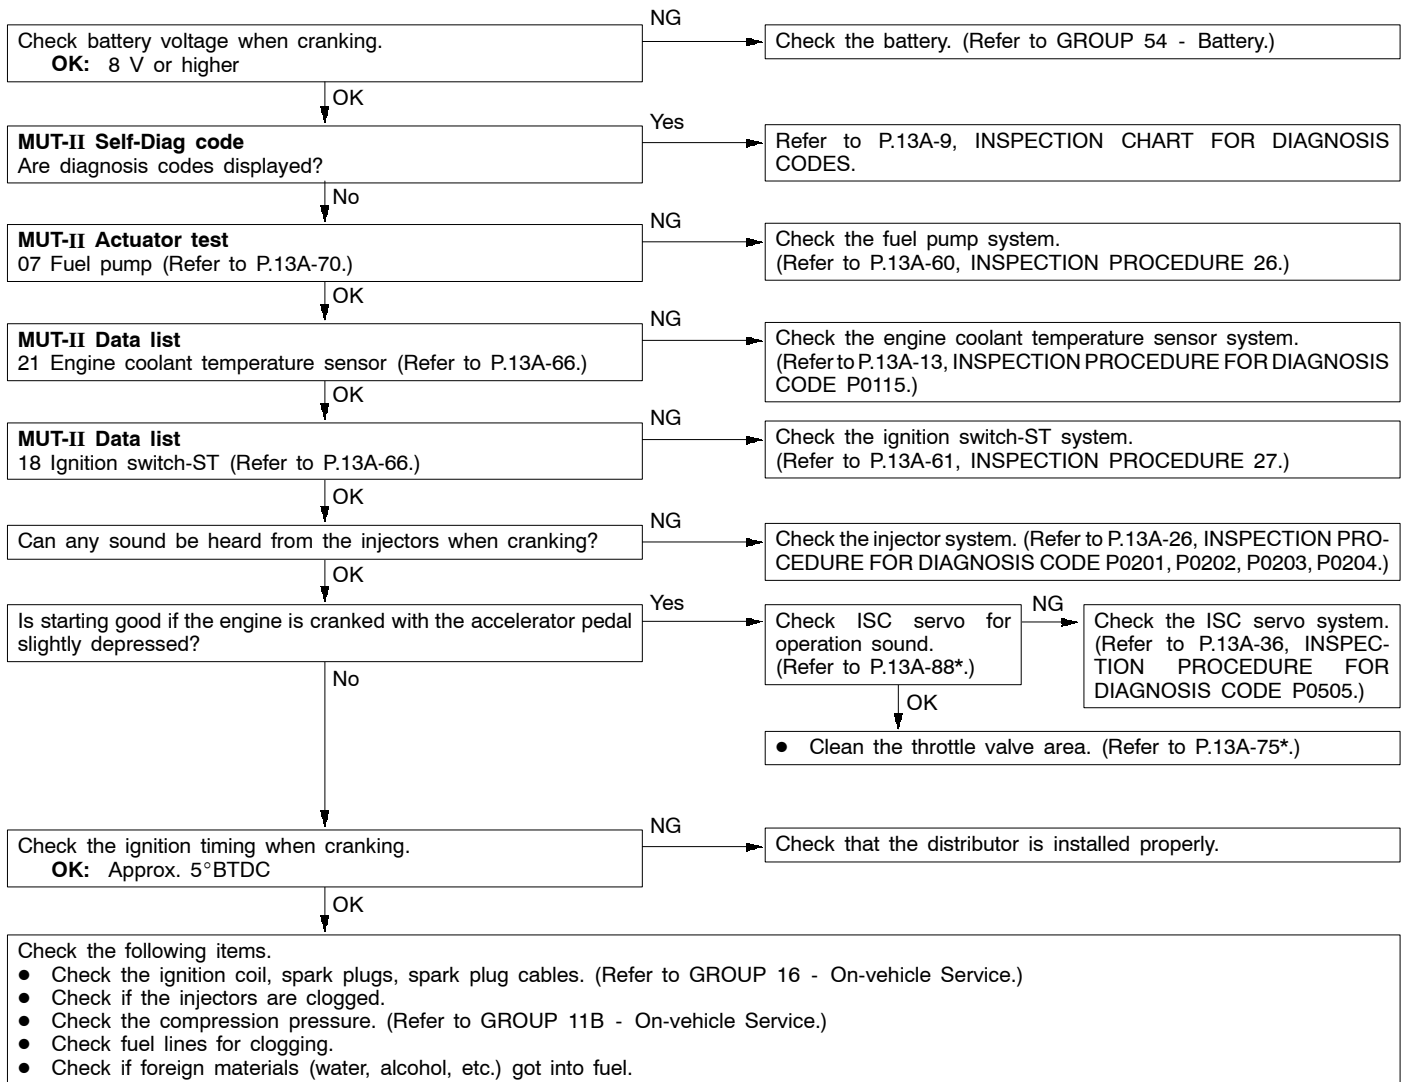 Check battery voltage when cranking.
OK: 8 V or higher
NG
Check the battery. (Refer to GROUP 54 - Battery.)
OK
MUT-II Self-Diag code
Are diagnosis codes displayed?
Yes
Refer to P.13A-9, INSPECTION CHART FOR DIAGNOSIS
CODES.
No
MUT-II Actuator test
07 Fuel pump (Refer to P.13A-70.)
NG
Check the fuel pump system.
(Refer to P.13A-60, INSPECTION PROCEDURE 26.)
OK
MUT-II Data list
21 Engine coolant temperature sensor (Refer to P.13A-66.)
NG
Check the engine coolant temperature sensor system.
(Refer to P.13A-13, INSPECTION PROCEDURE FOR DIAGNOSIS
CODE P0115.)
OK
MUT-II Data list
18 Ignition switch-ST (Refer to P.13A-66.)
NG
Check the ignition switch-ST system.
(Refer to P.13A-61, INSPECTION PROCEDURE 27.)
OK
Can any sound be heard from the injectors when cranking?
NG
Check the injector system. (Refer to P.13A-26, INSPECTION PRO-
CEDURE FOR DIAGNOSIS CODE P0201, P0202, P0203, P0204.)
OK
Is starting good if the engine is cranked with the accelerator pedal
slightly depressed?
Yes
Check ISC servo for
operation sound.
(Refer to P.13A-88*.)
NG
Check the ISC servo system.
(Refer to P.13A-36, INSPEC-
TION PROCEDURE FOR
DIAGNOSIS CODE P0505.)
OK
● Clean the throttle valve area. (Refer to P.13A-75*.)
No
Check the ignition timing when cranking.
OK: Approx. 5°BTDC
NG
Check that the distributor is installed properly.
OK
Check the following items.
● Check the ignition coil, spark plugs, spark plug cables. (Refer to GROUP 16 - On-vehicle Service.)
● Check if the injectors are clogged.
● Check the compression pressure. (Refer to GROUP 11B - On-vehicle Service.)
● Check fuel lines for clogging.
● Check if foreign materials (water, alcohol, etc.) got into fuel.